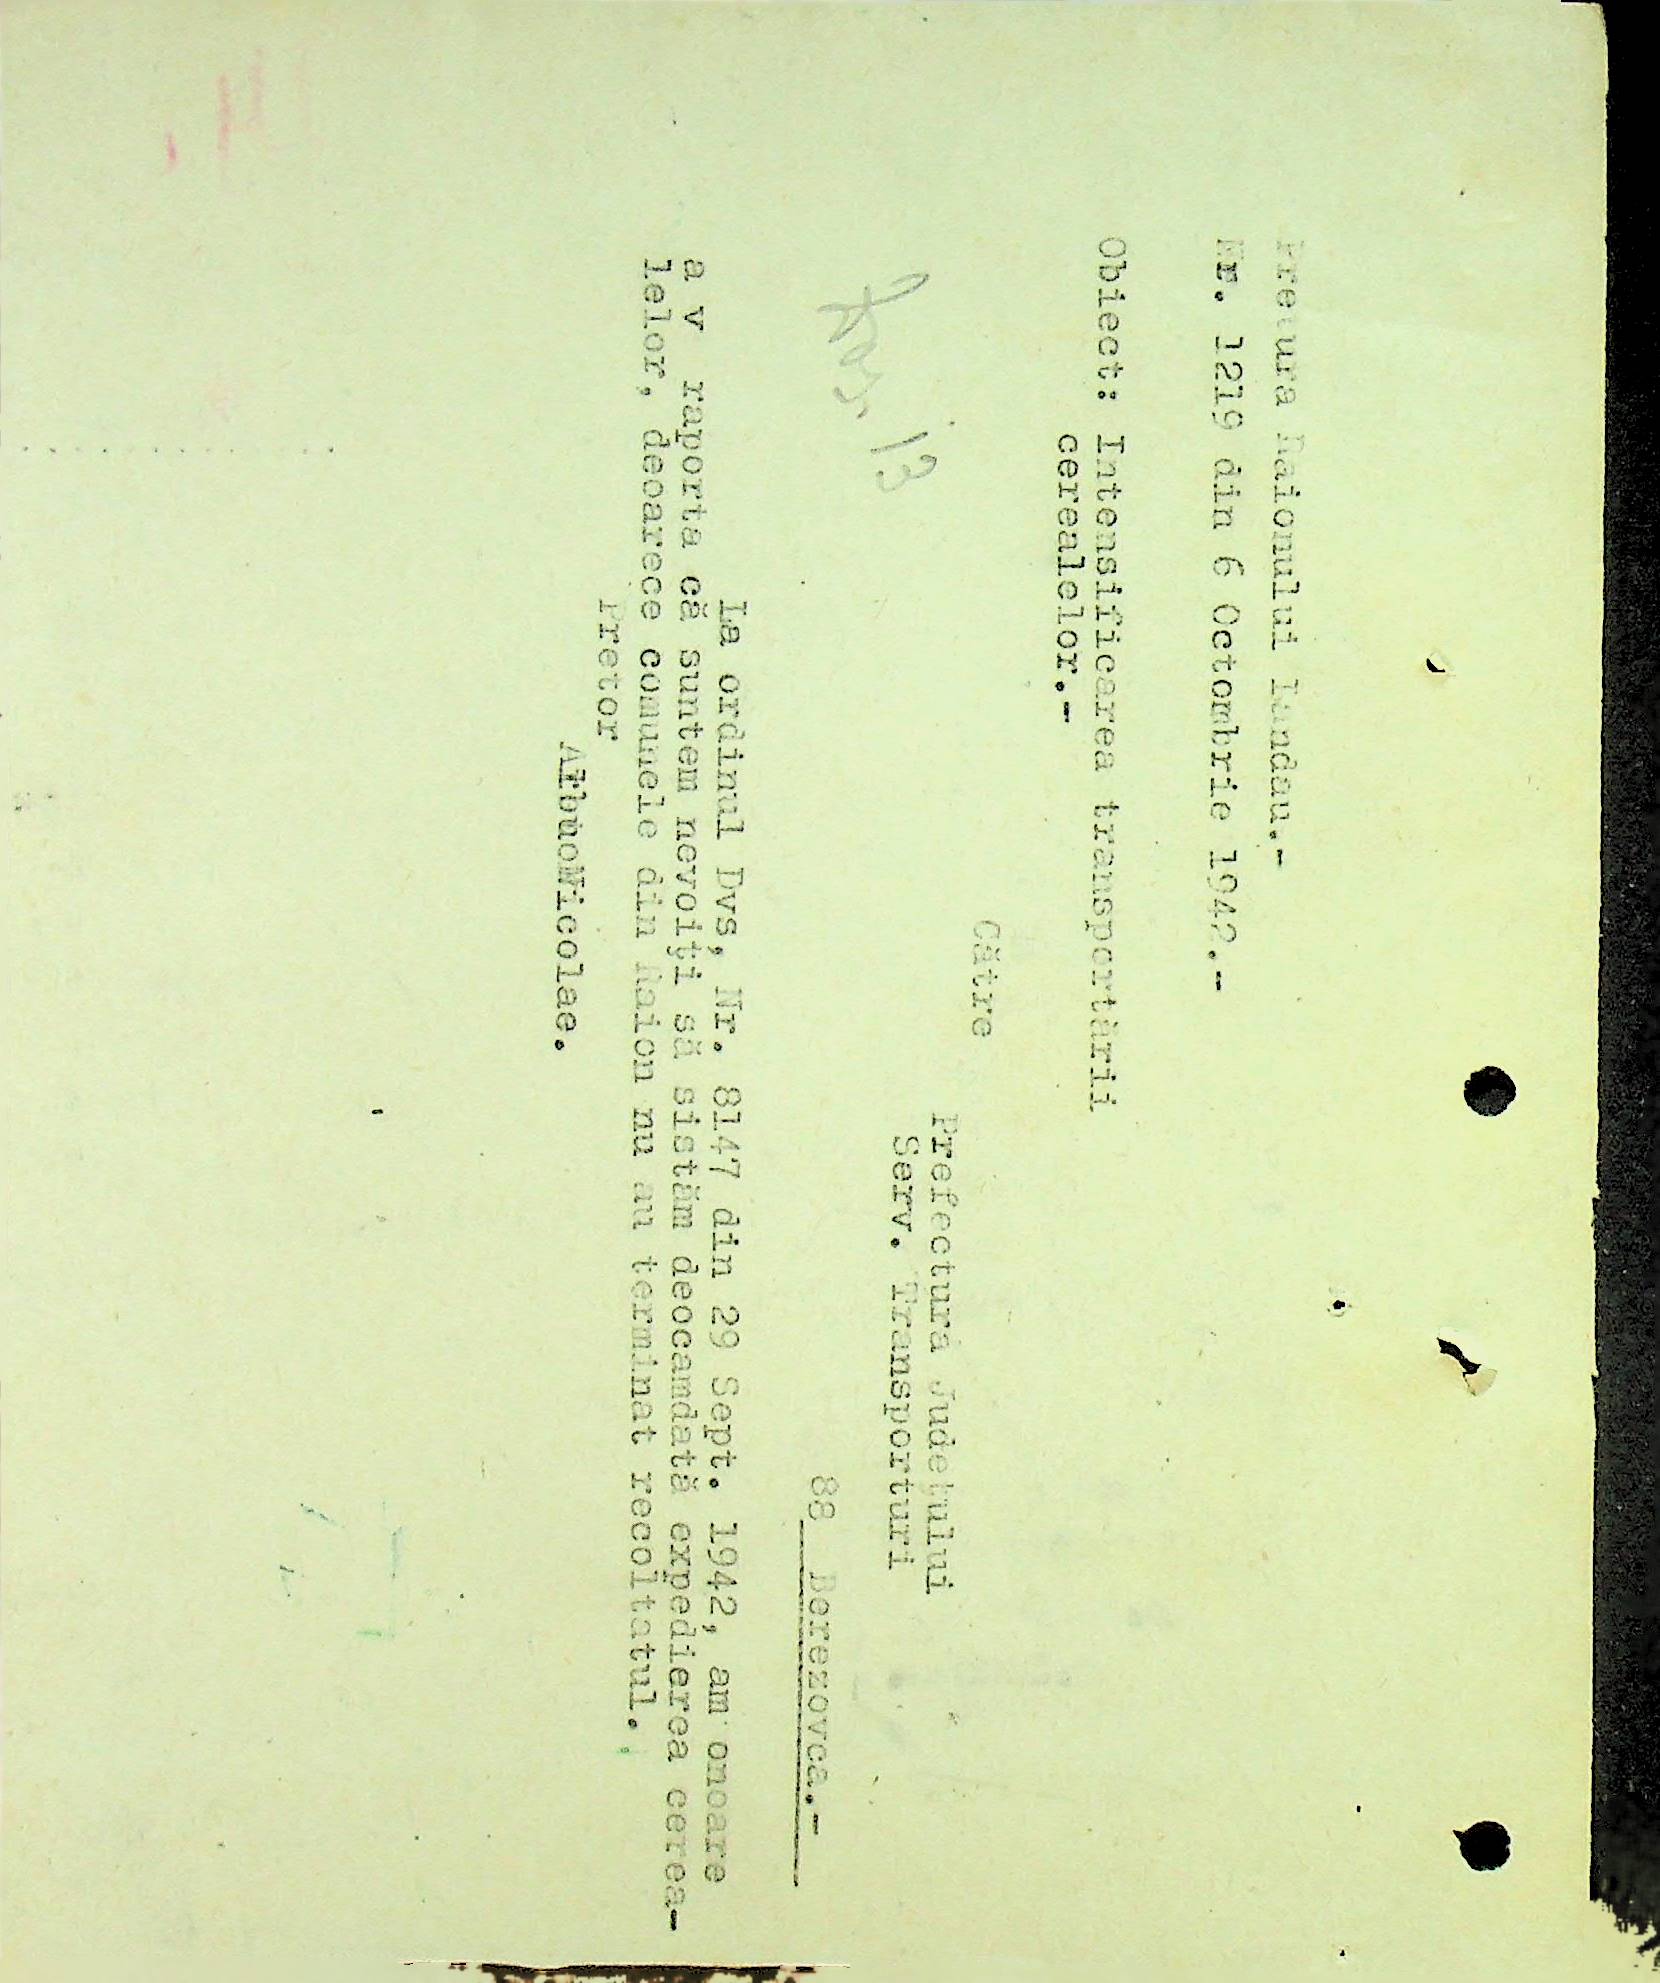 Pretura Raionului Landau.-
Nr. 1219 din 6 Octombrie 1942.-
Obiect: Intensificarea transportării
cerealelor.-
Către
Prefectura Judeţului
Serv. Transporturi
88 Berezovca.-
13
La ordinul Dvs, Nr. 8147 din 29 Sept. 1942, am onoare
a v raporta că suntem nevoiţi să sistăm deocamdată expedierea cerea-
lelor, deoarece comunele din Raion nu au terminat recoltatul.
Pretor
Nicolae.